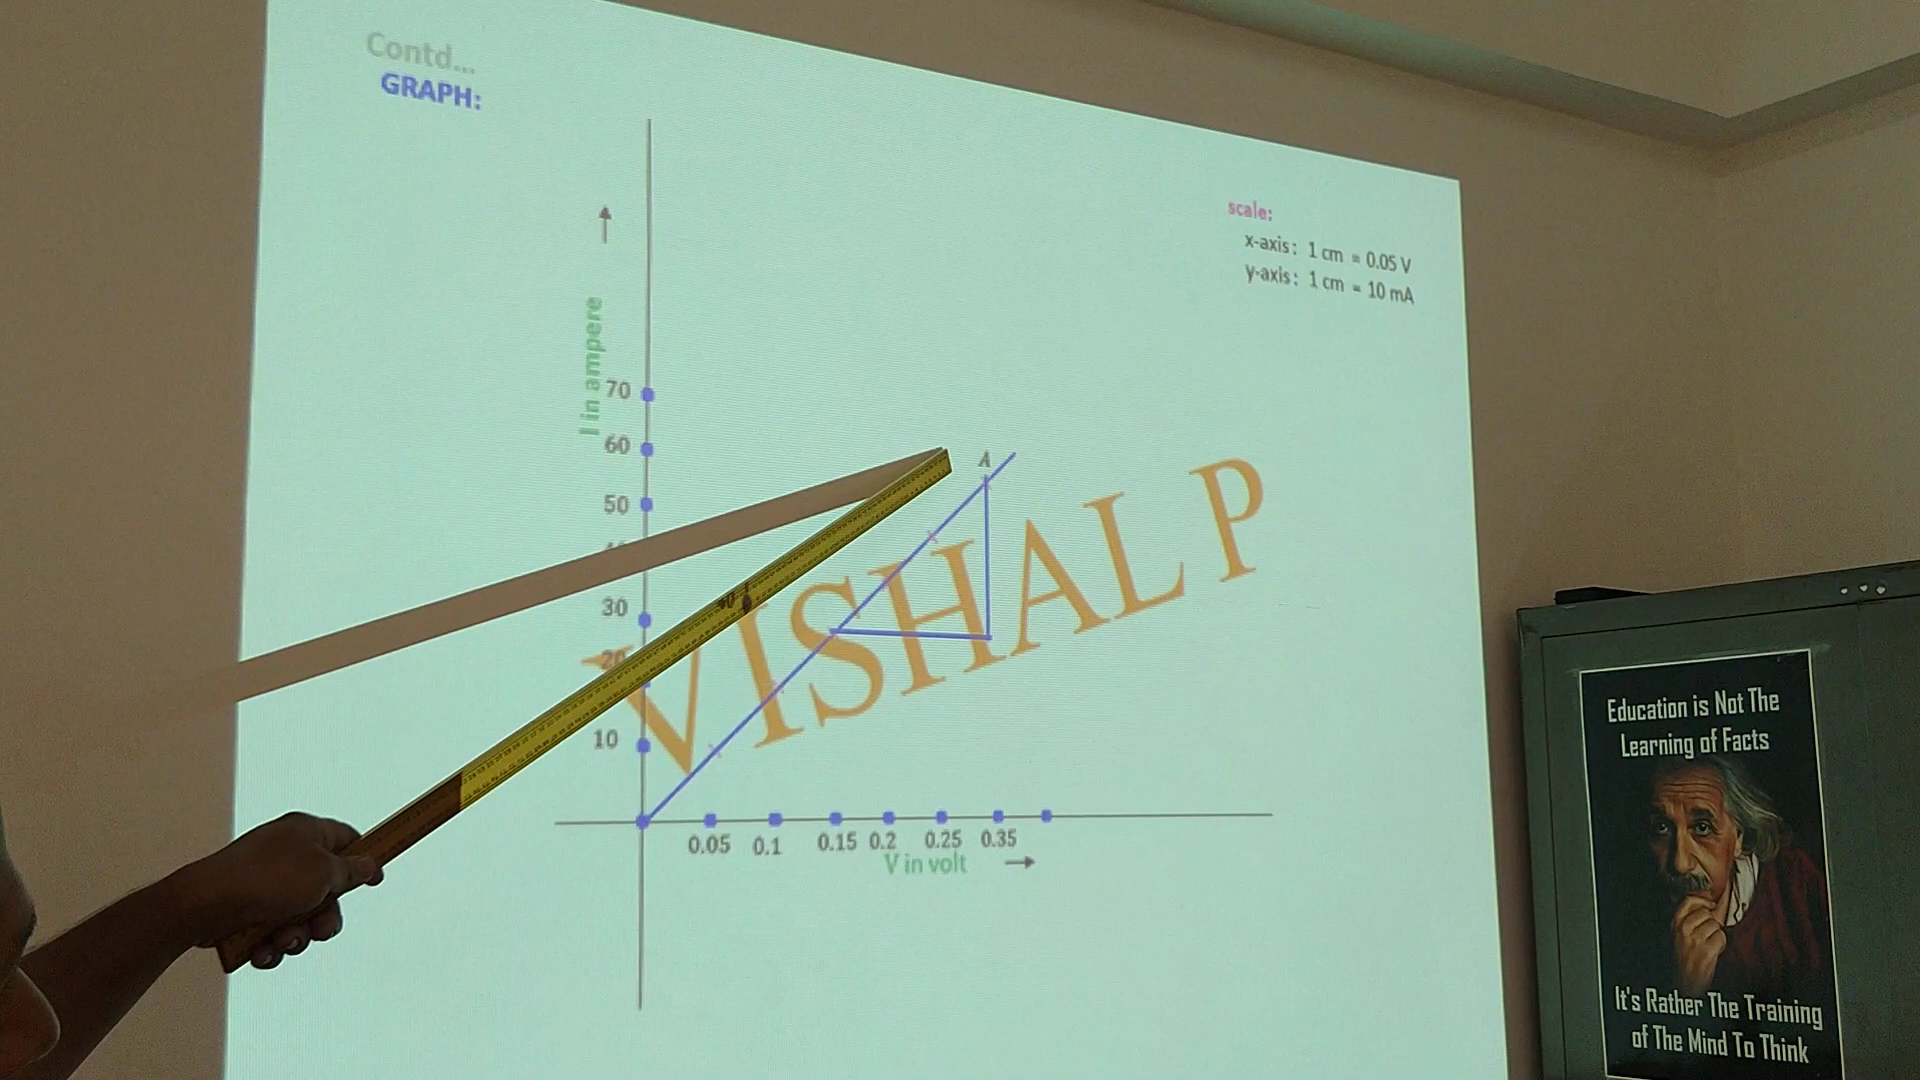 Contd...
GRAPH:
scale:
x-axis: 1 cm = 0.05 V
y-axis: 1 cm = 10 mA
I in ampere
70
60
50
30
20
10
A
VISHAL P
0.05 0.1 0.15 0.2 0.25 0.35
V in volt
Education is Not The
Learning of Facts
It's Rather The Training
of The Mind To Think